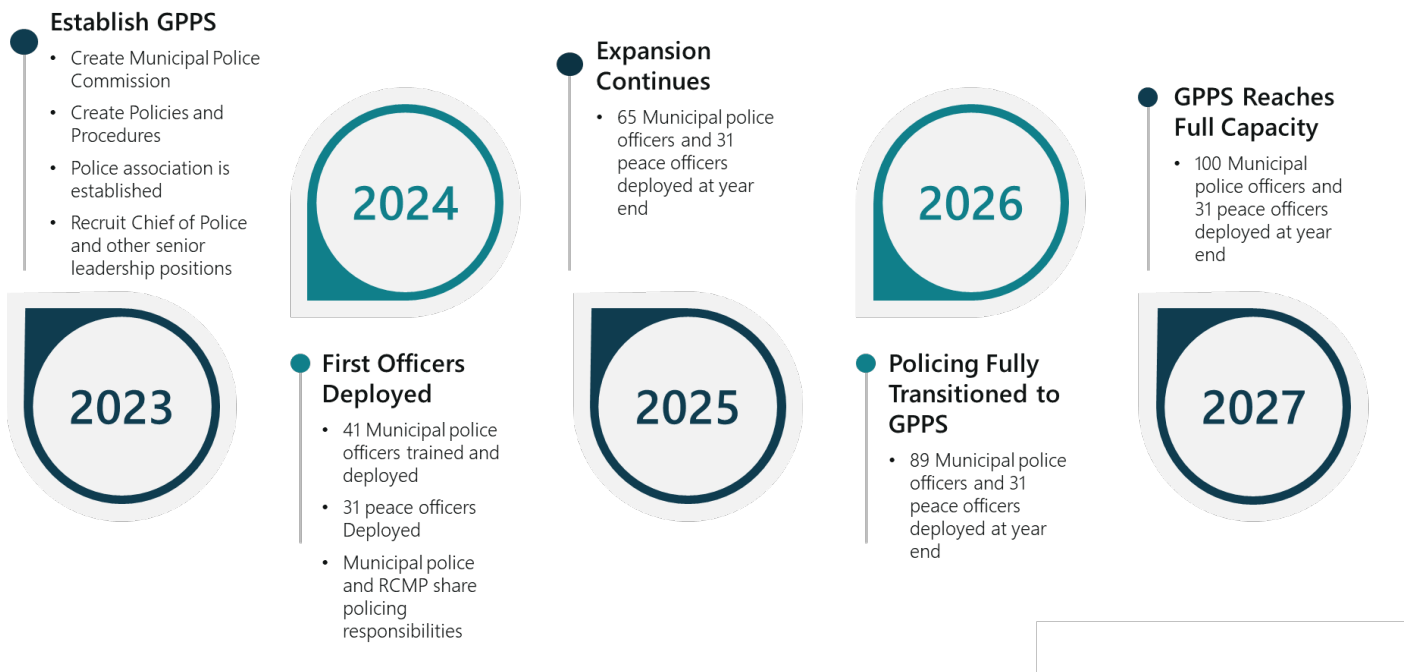 Establish GPPS
• Create Municipal Police
Commission
• Create Policies and
Procedures
• Police association is
established
• Recruit Chief of Police
and other senior
leadership positions
2023
2024
First Officers
Deployed
• 41 Municipal police
officers trained and
deployed
• 31 peace officers
Deployed
• Municipal police
and RCMP share
policing
responsibilities
Expansion
Continues
• 65 Municipal police
officers and 31
peace officers
deployed at year
end
2025
2026
Policing Fully
Transitioned to
GPPS
• 89 Municipal police
officers and 31
peace officers
deployed at year
end
GPPS Reaches
Full Capacity
• 100 Municipal
police officers and
31 peace officers
deployed at year
end
2027